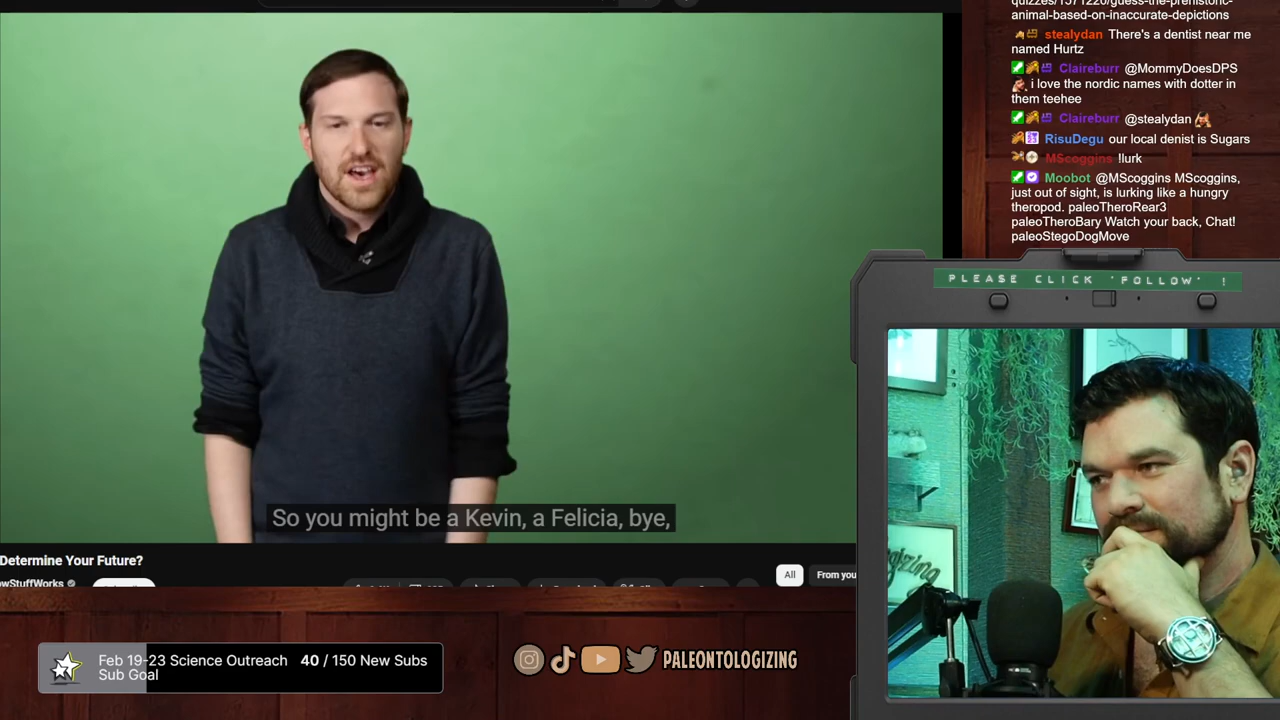 quizzes/1371220/guess-the-prehistoric-
animal-based-on-inaccurate-depictions
stealydan There's a dentist near me
named Hurtz
Claireburr @MommyDoesDPS
i love the nordic names with dotter in
them teehee
Claireburr @stealydan
RisuDegu our local denist is Sugars
MScoggins !lurk
Moobot @MScoggins MScoggins,
just out of sight, is lurking like a hungry
theropod. paleoTheroRear3
paleoTheroBary Watch your back, Chat!
paleoStegoDogMove
PLEASE CLICK 'FOLLOW' !
So you might be a Kevin, a Felicia, bye,
Determine Your Future?
owStuffWorks
All
From you
Feb 19-23 Science Outreach 40 / 150 New Subs
Sub Goal
PALEONTOLOGIZING